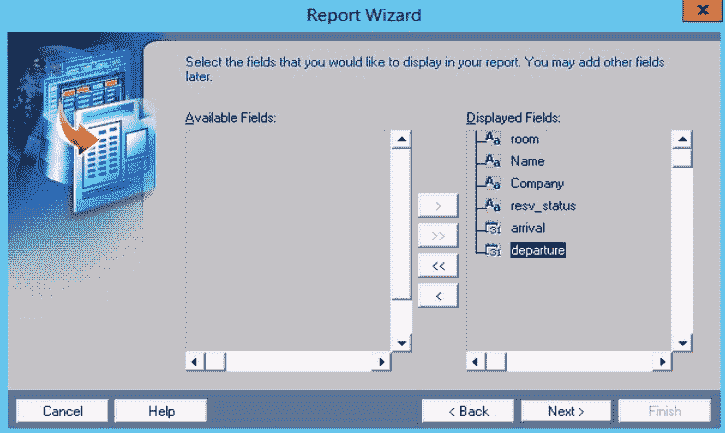 Report Wizard
X
Select the fields that you would like to display in your report. You may add other fields
later.
Available Fields:
Displayed Fields:
room
Name
Company
resv_status
arrival
departure
>
>>
<<
<
Cancel
Help
< Back
Next >
Finish